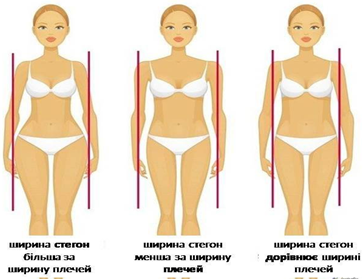 ширина стегон
більша за
ширину плечей
ширина стегон
менша за ширину
плечей
ширина стегон
дорівнює ширині
плечей